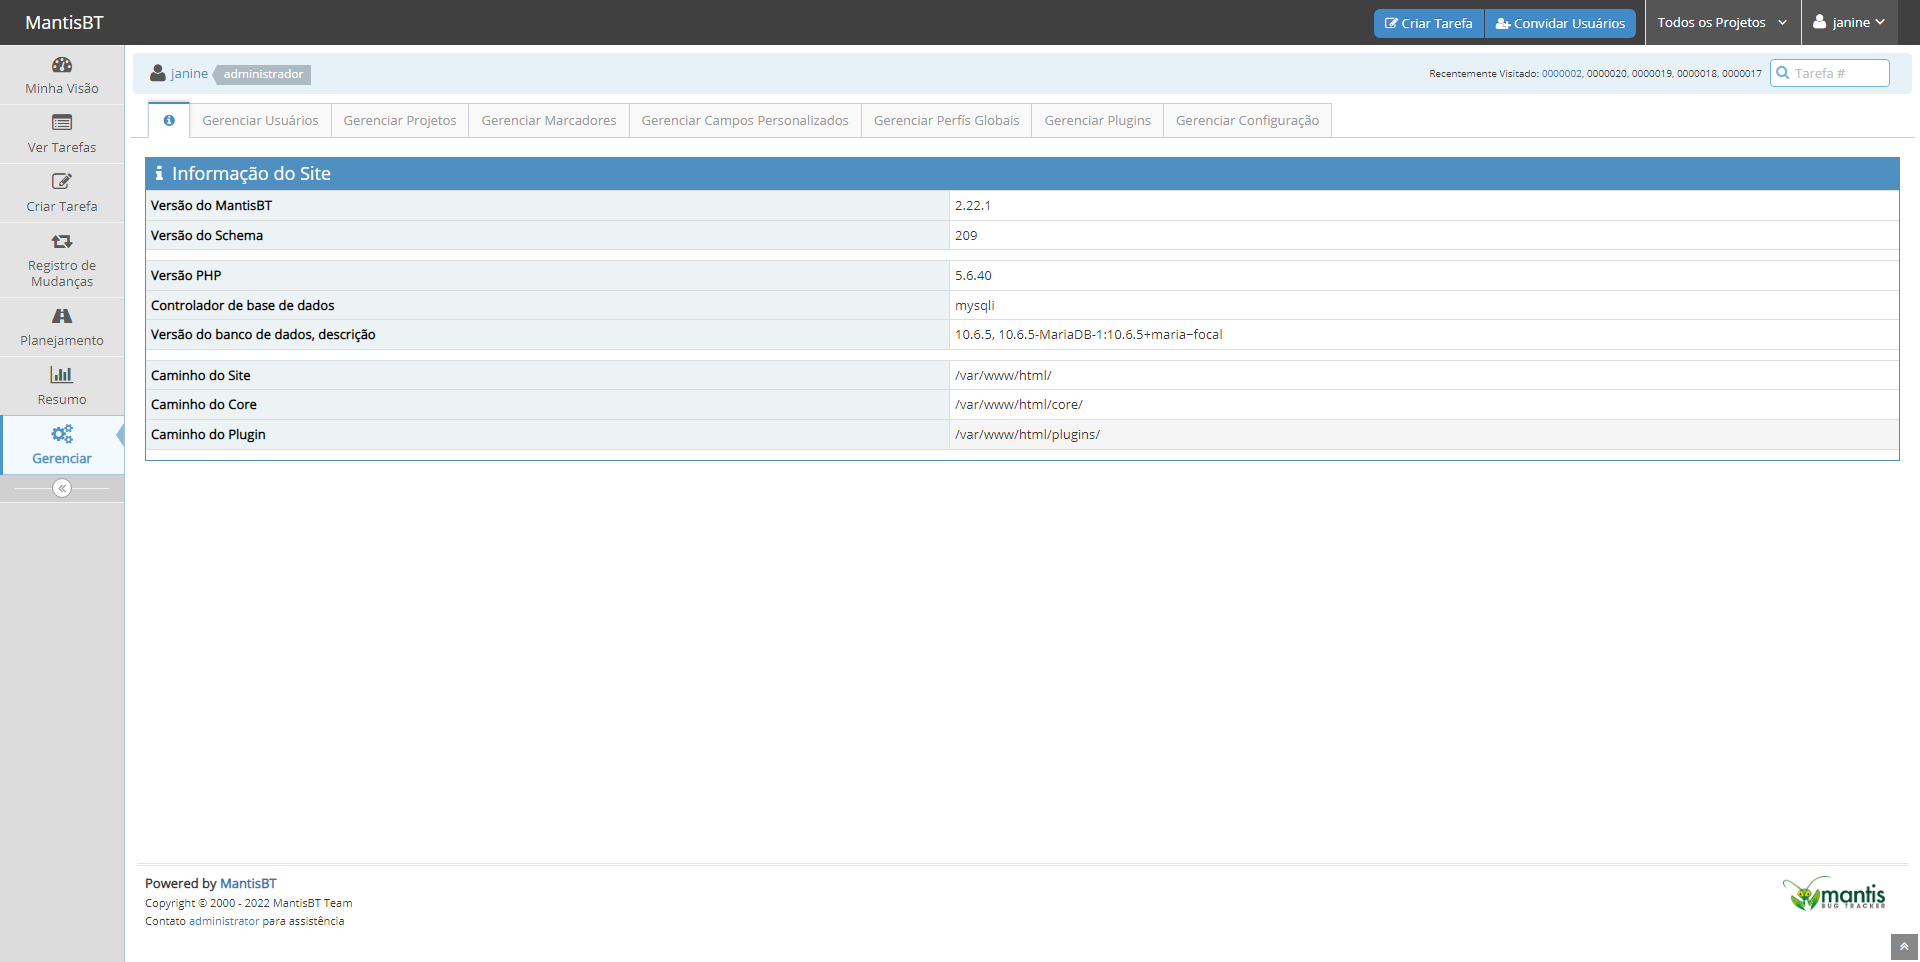 MantisBT
Criar Tarefa
Convidar Usuários
Todos os Projetos
janine
Minha Visão
Ver Tarefas
Criar Tarefa
Registro de
Mudanças
Planejamento
Resumo
Gerenciar
janine
administrador
Recentemente Visitado: 0000002, 0000020, 0000019, 0000018, 0000017
Tarefa #
Gerenciar Usuários
Gerenciar Projetos
Gerenciar Marcadores
Gerenciar Campos Personalizados
Gerenciar Perfís Globais
Gerenciar Plugins
Gerenciar Configuração
Informação do Site
Versão do MantisBT 2.22.1
Versão do Schema 209
Versão PHP 5.6.40
Controlador de base de dados mysqli
Versão do banco de dados, descrição 10.6.5, 10.6.5-MariaDB-1:10.6.5+maria~focal
Caminho do Site /var/www/html/
Caminho do Core /var/www/html/core/
Caminho do Plugin /var/www/html/plugins/
Powered by MantisBT
Copyright © 2000 - 2022 MantisBT Team
Contato administrator para assistência
mantis
BUG TRACKER